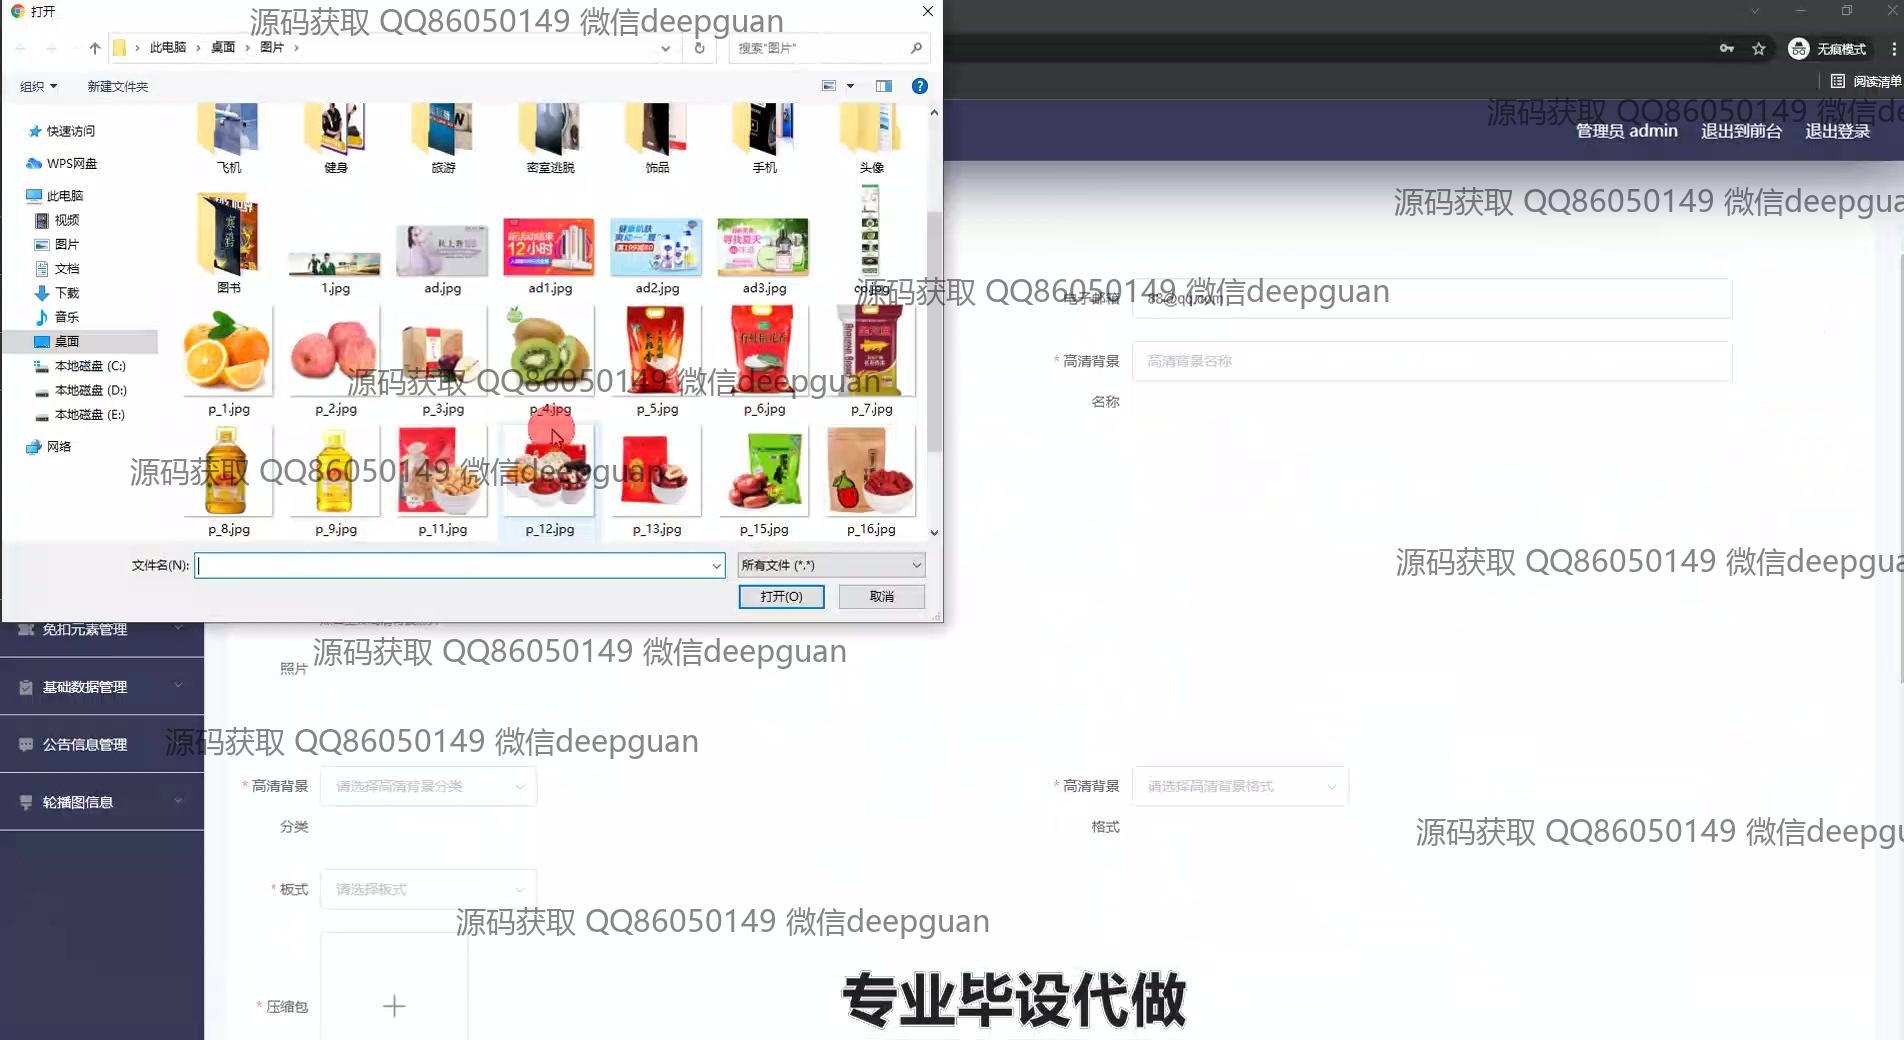 打开
源码获取 QQ86050149 微信deepguan
此电脑 › 桌面 › 图片 ›
搜索"图片"
无痕模式
组织
新建文件夹
阅读清单
快速访问
WPS网盘
此电脑
视频
图片
文档
下载
音乐
桌面
本地磁盘 (C:)
本地磁盘 (D:)
本地磁盘 (E:)
网络
飞机
健身
旅游
密室逃脱
饰品
手机
头像
图书
1.jpg
ad.jpg
ad1.jpg
ad2.jpg
ad3.jpg
co.jpg
p_1.jpg
p_2.jpg
p_3.jpg
p_4.jpg
p_5.jpg
p_6.jpg
p_7.jpg
p_8.jpg
p_9.jpg
p_11.jpg
p_12.jpg
p_13.jpg
p_15.jpg
p_16.jpg
文件名(N):
所有文件 (*.*)
打开(O)
取消
源码获取 QQ86050149 微信de
管理员 admin
退出到前台
退出登录
源码获取 QQ86050149 微信deepgua
源码获取 QQ86050149 微信deepguan
电子邮箱
88@qq.com
* 高清背景
名称
高清背景名称
源码获取 QQ86050149 微信deepguan
源码获取 QQ86050149 微信deepguan
源码获取 QQ86050149 微信deepgua
免扣元素管理
基础数据管理
公告信息管理
轮播图信息
照片
源码获取 QQ86050149 微信deepguan
源码获取 QQ86050149 微信deepguan
* 高清背景
分类
请选择高清背景分类
* 高清背景
格式
请选择高清背景格式
源码获取 QQ86050149 微信deepgu
* 板式
请选择板式
源码获取 QQ86050149 微信deepguan
* 压缩包
专业毕设代做